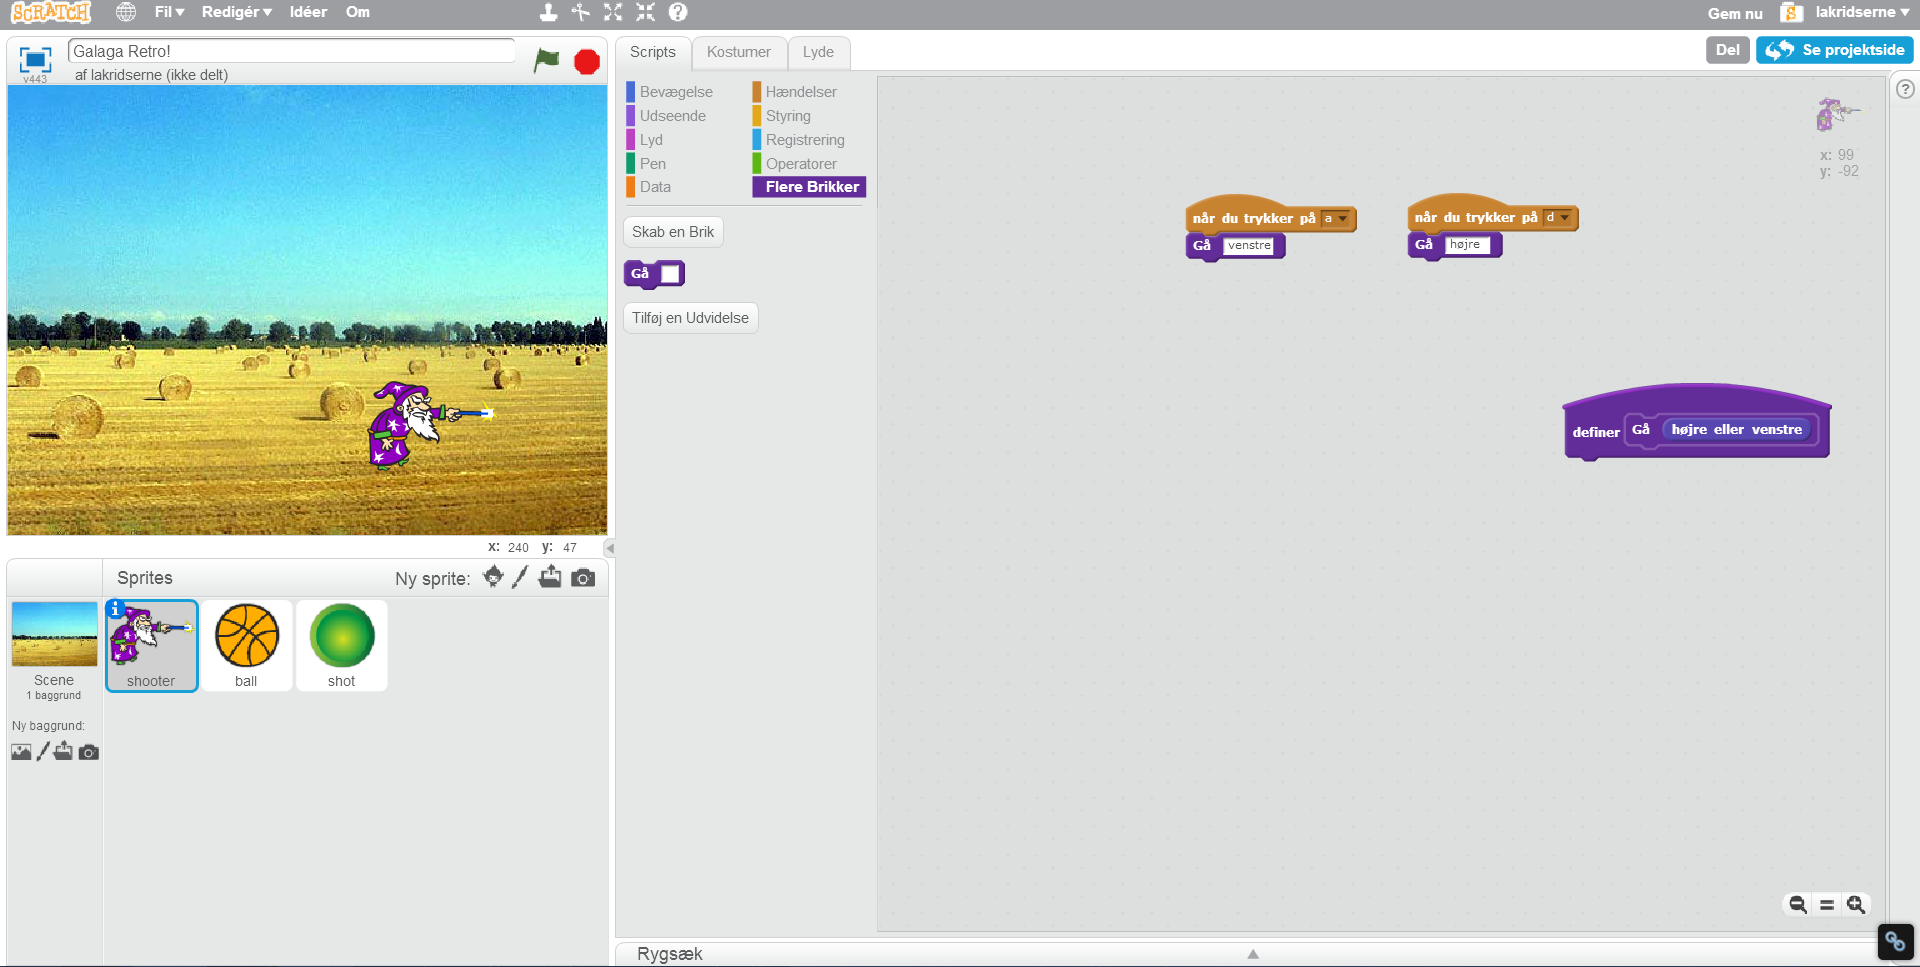 SCRATCH Fil Redigér Idéer Om Gem nu lakridserne
Galaga Retro!
v443
af lakridserne (ikke delt)
Scripts Kostumer Lyde
Del Se projektside
Bevægelse Hændelser
Udseende Styring
Lyd Registrering
Pen Operatorer
Data Flere Brikker
Skab en Brik
Gå
Tilføj en Udvidelse
når du trykker på a
Gå venstre
når du trykker på d
Gå højre
definer Gå højre eller venstre
x: 99
y: -92
x: 240 y: 47
Sprites Ny sprite:
shooter ball shot
Scene
1 baggrund
Ny baggrund:
Rygsæk